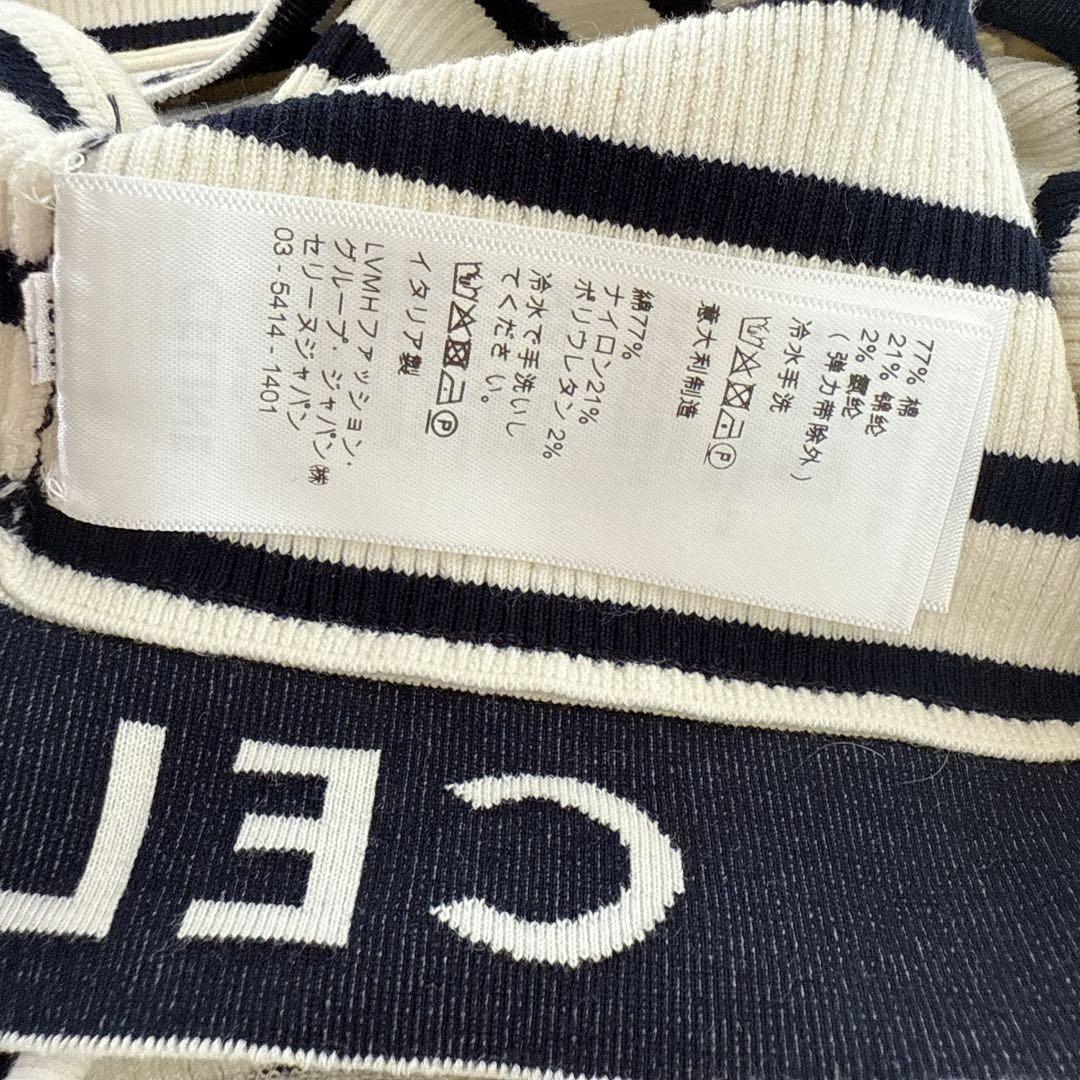 77% 棉
21% 锦纶
2% 氨纶
( 弹力带除外 )
冷水手洗
P
意大利制造
綿77%
ナイロン21%
ポリウレタン 2%
冷水で手洗いし
てください。
P
イタリア製
LVMHファッション・
グループ・ジャパン㈱
セリーヌジャパン
03-5414-1401
CEL